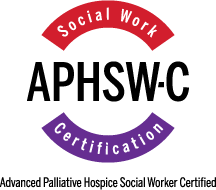 Social Work
APHSW-C
Certification
Advanced Palliative Hospice Social Worker Certified